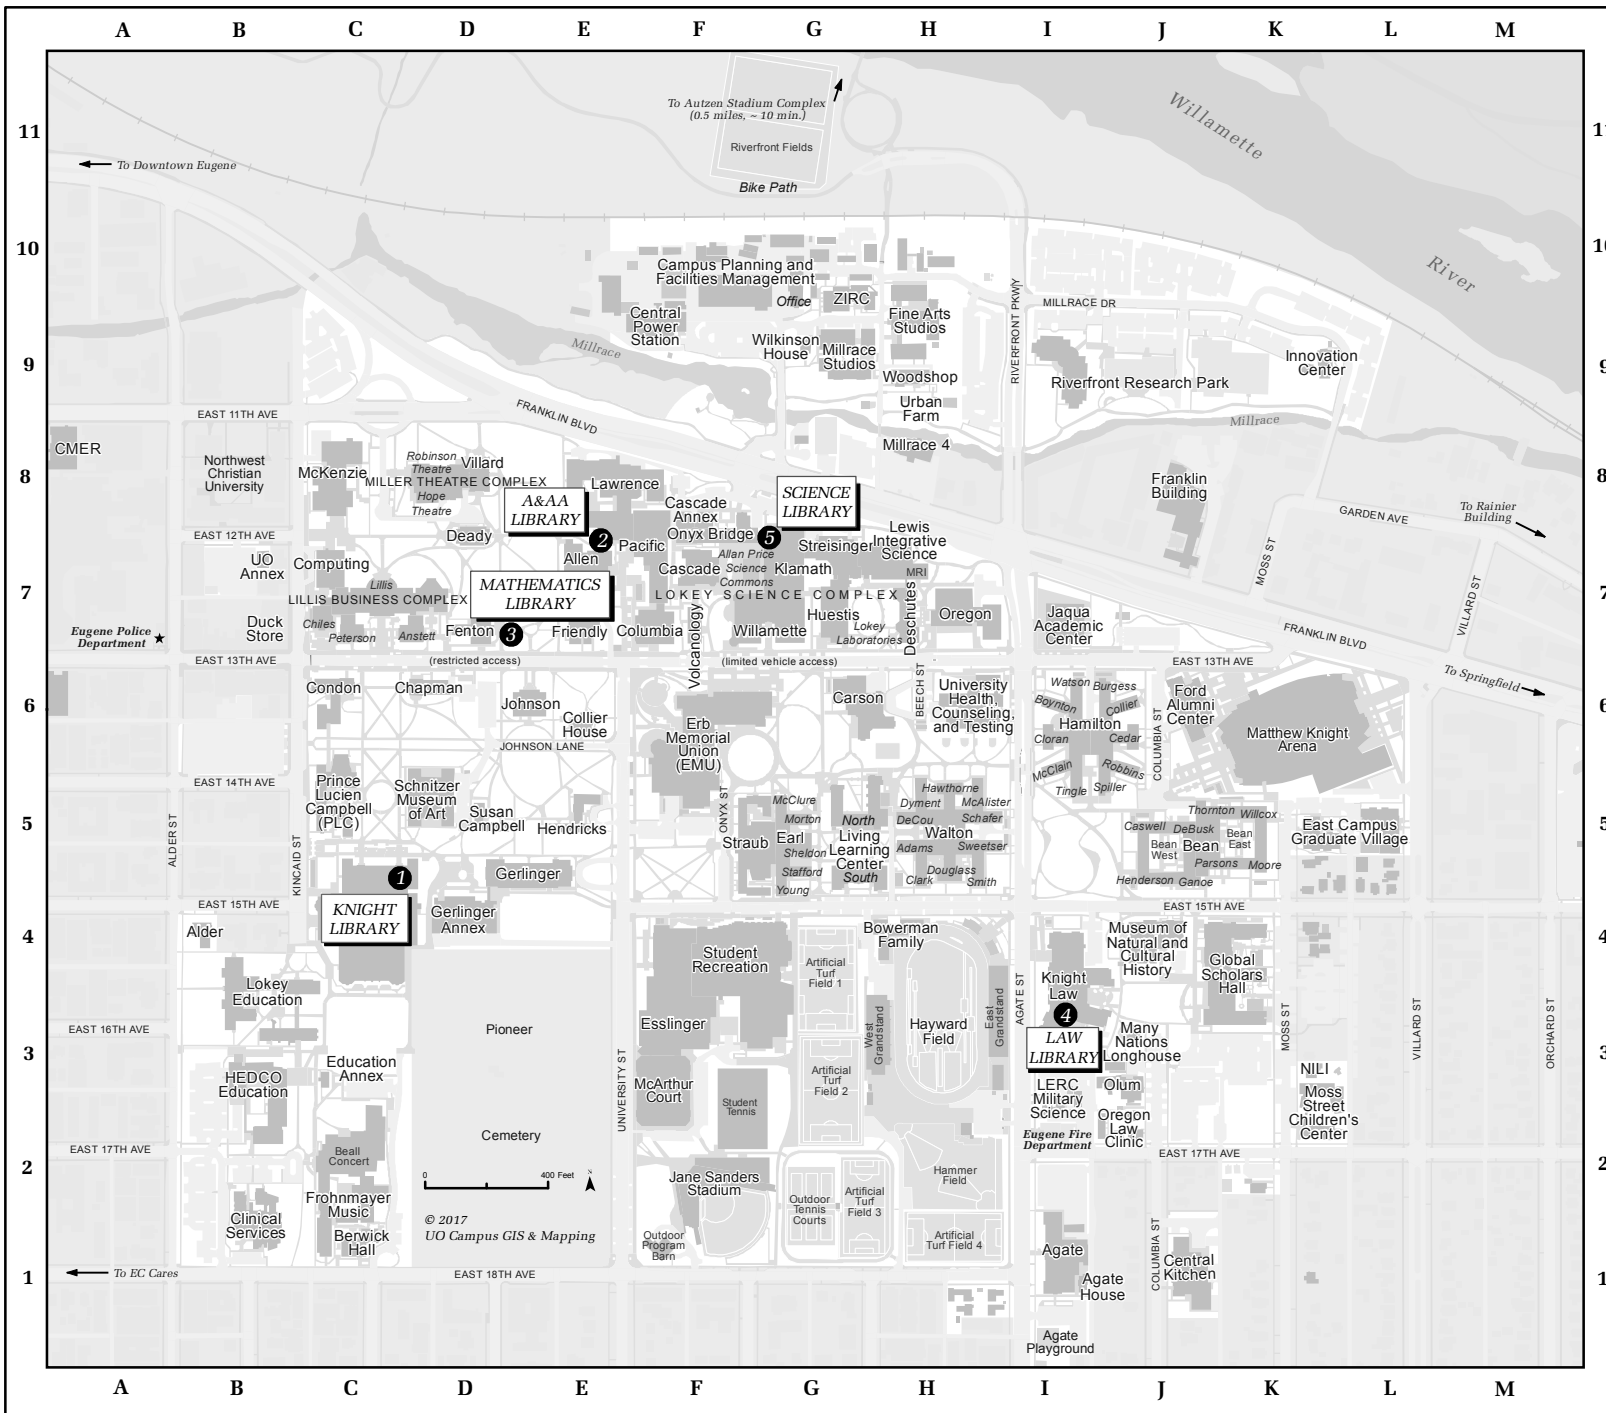 A B C D E F G H I J K L M
11
10
9
8
7
6
5
4
3
2
1
To Autzen Stadium Complex
(0.5 miles, ~ 10 min.)
Riverfront Fields
Bike Path
Willamette
River
To Downtown Eugene
Campus Planning and
Facilities Management
Office
ZIRC
Central
Power
Station
Fine Arts
Studios
RIVERFRONT PKWY
MILLRACE DR
Millrace
Wilkinson
House
Millrace
Studios
Woodshop
Urban
Farm
Millrace 4
Riverfront Research Park
Innovation
Center
Millrace
EAST 11TH AVE
FRANKLIN BLVD
CMER
Northwest
Christian
University
McKenzie
Robinson
Theatre
Villard
MILLER THEATRE COMPLEX
Hope
Theatre
Lawrence
A&AA
LIBRARY
2
SCIENCE
LIBRARY
5
Cascade
Annex
Onyx Bridge
Franklin
Building
GARDEN AVE
To Rainier
Building
EAST 12TH AVE
Deady
Allen
Pacific
Allan Price
Science
Commons
Streisinger
Lewis
Integrative
Science
MRI
MOSS ST
UO
Annex
Computing
Lillis
LILLIS BUSINESS COMPLEX
MATHEMATICS
LIBRARY
3
Cascade
Klamath
LOKEY SCIENCE COMPLEX
Duck
Store
Chiles
Peterson
Anstett
Fenton
Friendly
Columbia
Volcanology
Willamette
Huestis
Lokey
Laboratories
Deschutes
Oregon
Jaqua
Academic
Center
VILLARD ST
FRANKLIN BLVD
Eugene Police
Department
EAST 13TH AVE
(restricted access)
(limited vehicle access)
EAST 13TH AVE
To Springfield
Condon
Chapman
Johnson
Collier
House
JOHNSON LANE
Erb
Memorial
Union
(EMU)
Carson
BEECH ST
University
Health,
Counseling,
and Testing
Watson
Burgess
Boynton
Collier
Hamilton
Cloran
Cedar
McClain
Robbins
Tingle
Spiller
COLUMBIA ST
Ford
Alumni
Center
Matthew Knight
Arena
EAST 14TH AVE
Prince
Lucien
Campbell
(PLC)
Schnitzer
Museum
of Art
Susan
Campbell
Hendricks
ALDER ST
KINCAID ST
ONYX ST
Straub
McClure
Morton
Earl
Sheldon
Stafford
Young
North
Living
Learning
Center
South
Hawthorne
Dyment
McAlister
DeCou
Schafer
Walton
Adams
Sweetser
Douglass
Clark
Smith
Thornton
Willcox
Caswell
DeBusk
Bean
East
Bean
West
Bean
Parsons
Moore
Henderson
Ganoe
East Campus
Graduate Village
1
Gerlinger
KNIGHT
LIBRARY
Gerlinger
Annex
EAST 15TH AVE
EAST 15TH AVE
Alder
Lokey
Education
Student
Recreation
Artificial
Turf
Field 1
Bowerman
Family
Museum of
Natural and
Cultural
History
Global
Scholars
Hall
Knight
Law
4
LAW
LIBRARY
AGATE ST
Esslinger
West
Grandstand
Hayward
Field
East
Grandstand
Many
Nations
Longhouse
EAST 16TH AVE
Pioneer
Cemetery
UNIVERSITY ST
MOSS ST
VILLARD ST
ORCHARD ST
HEDCO
Education
Education
Annex
McArthur
Court
Student
Tennis
Artificial
Turf
Field 2
LERC
Military
Science
Olum
Oregon
Law
Clinic
NILI
Moss
Street
Children's
Center
Eugene Fire
Department
EAST 17TH AVE
EAST 17TH AVE
Beall
Concert
0
400 Feet
N
Frohnmayer
Music
Berwick
Hall
Clinical
Services
© 2017
UO Campus GIS & Mapping
Jane Sanders
Stadium
Outdoor
Program
Barn
Outdoor
Tennis
Courts
Artificial
Turf
Field 3
Hammer
Field
Artificial
Turf Field 4
Agate
Agate
House
COLUMBIA ST
Central
Kitchen
To EC Cares
EAST 18TH AVE
Agate
Playground
A B C D E F G H I J K L M